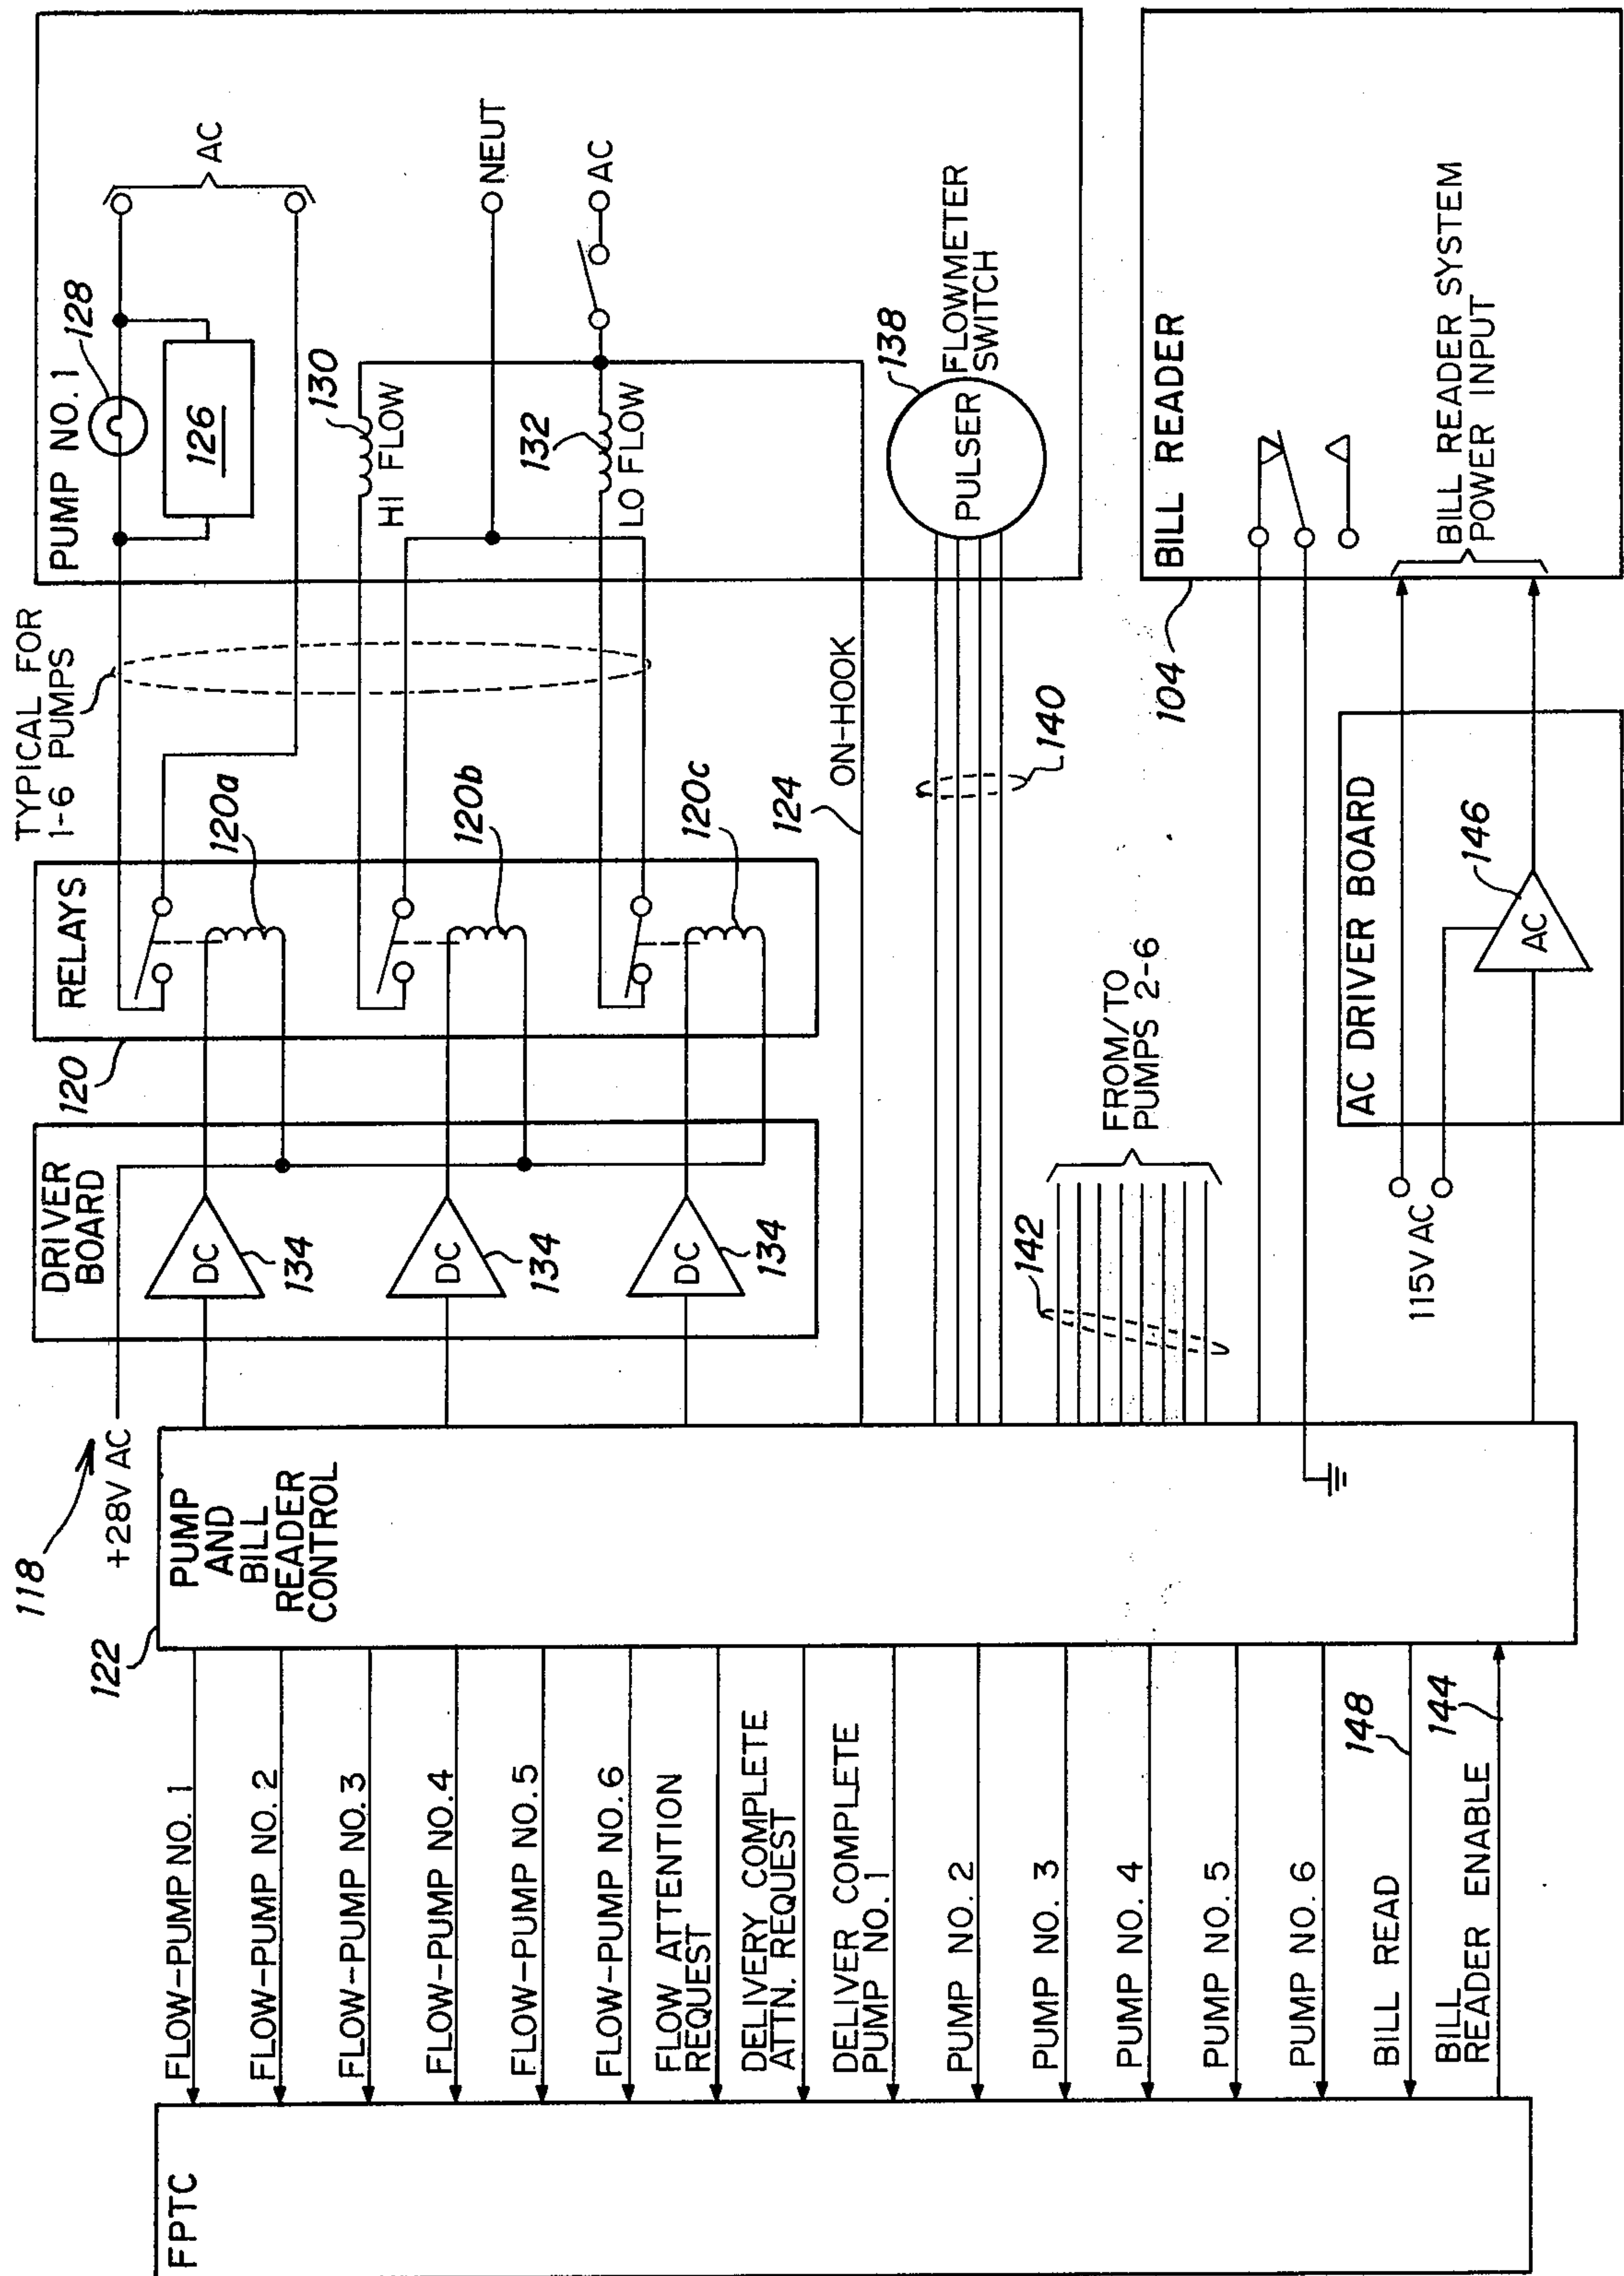 FPTC
FLOW-PUMP NO. 1
FLOW-PUMP NO. 2
FLOW-PUMP NO. 3
FLOW-PUMP NO. 4
FLOW-PUMP NO. 5
FLOW-PUMP NO. 6
FLOW ATTENTION
REQUEST
DELIVERY COMPLETE
ATTN. REQUEST
DELIVER COMPLETE
PUMP NO. 1
PUMP NO. 2
PUMP NO. 3
PUMP NO. 4
PUMP NO. 5
PUMP NO. 6
BILL READ
148
BILL
READER ENABLE
144
122
PUMP
AND
BILL
READER
CONTROL
118
+28V AC
DRIVER
BOARD
DC
134
DC
134
DC
134
120
RELAYS
120a
120b
120c
TYPICAL FOR
1-6 PUMPS
124
ON-HOOK
140
142
FROM/TO
PUMPS 2-6
PUMP NO. 1
128
126
AC
130
HI FLOW
NEUT
132
LO FLOW
AC
PULSER
138
FLOWMETER
SWITCH
115V AC
AC DRIVER BOARD
AC
146
104
BILL READER
BILL READER SYSTEM
POWER INPUT